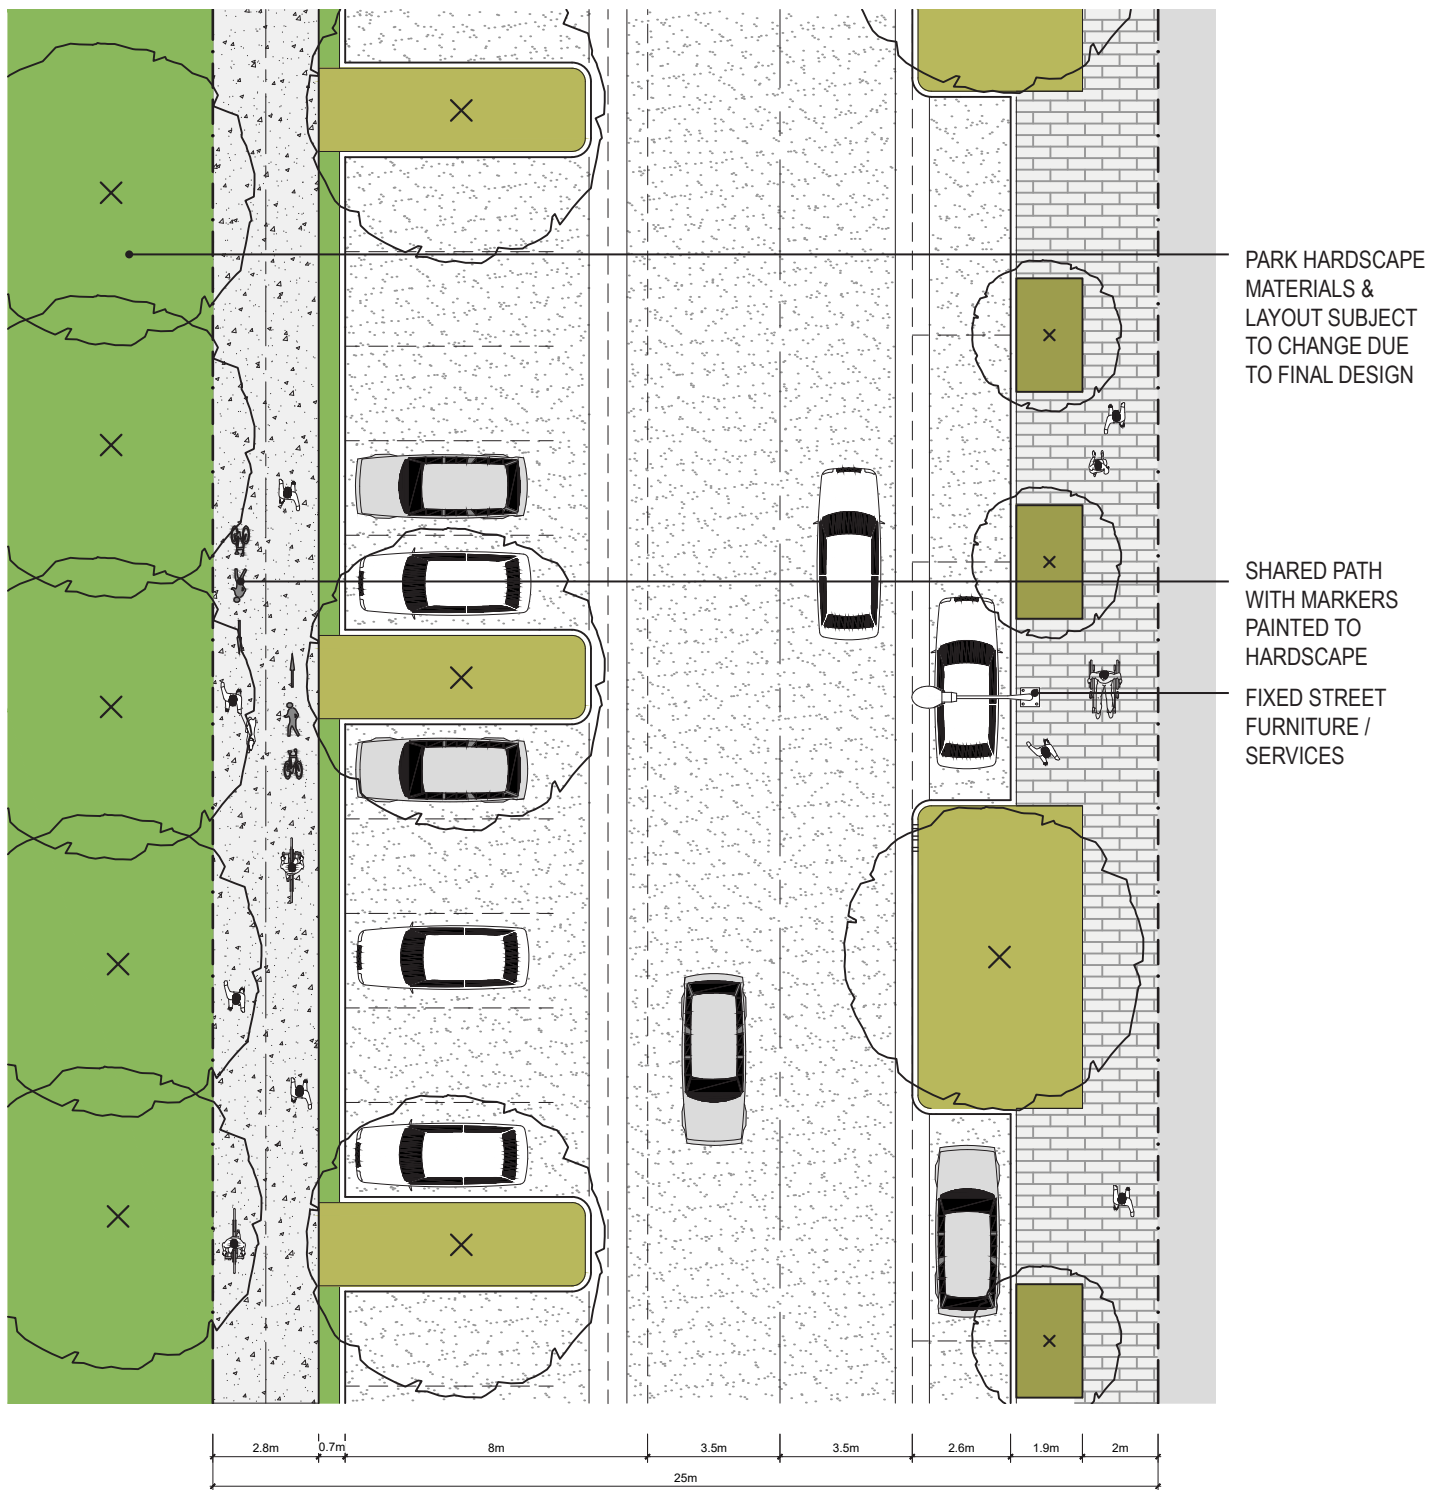 PARK HARDSCAPE
MATERIALS &
LAYOUT SUBJECT
TO CHANGE DUE
TO FINAL DESIGN
SHARED PATH
WITH MARKERS
PAINTED TO
HARDSCAPE
FIXED STREET
FURNITURE /
SERVICES
2.8m 0.7m 8m 3.5m 3.5m 2.6m 1.9m 2m
25m